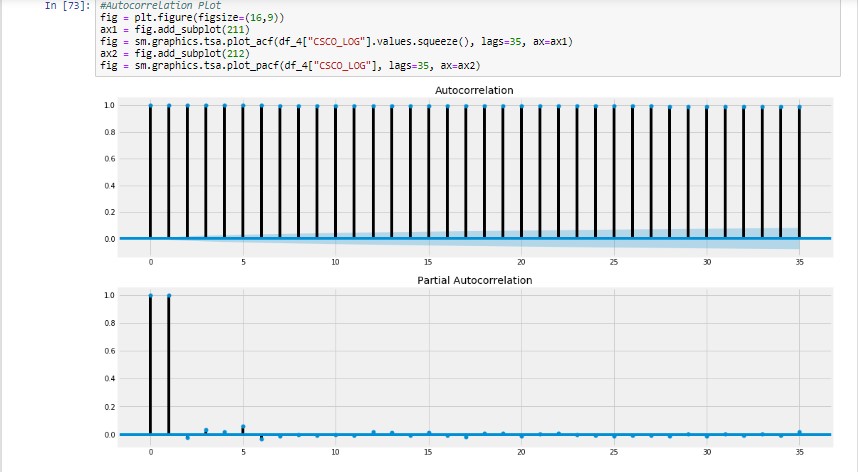 In [73]: #Autocorrelation Plot
fig = plt.figure(figsize=(16,9))
ax1 = fig.add_subplot(211)
fig = sm.graphics.tsa.plot_acf(df_4["CSCO_LOG"].values.squeeze(), lags=35, ax=ax1)
ax2 = fig.add_subplot(212)
fig = sm.graphics.tsa.plot_pacf(df_4["CSCO_LOG"], lags=35, ax=ax2)
Autocorrelation
1.0
0.8
0.6
0.4
0.2
0.0
0 5 10 15 20 25 30 35
Partial Autocorrelation
1.0
0.8
0.6
0.4
0.2
0.0
0 5 10 15 20 25 30 35